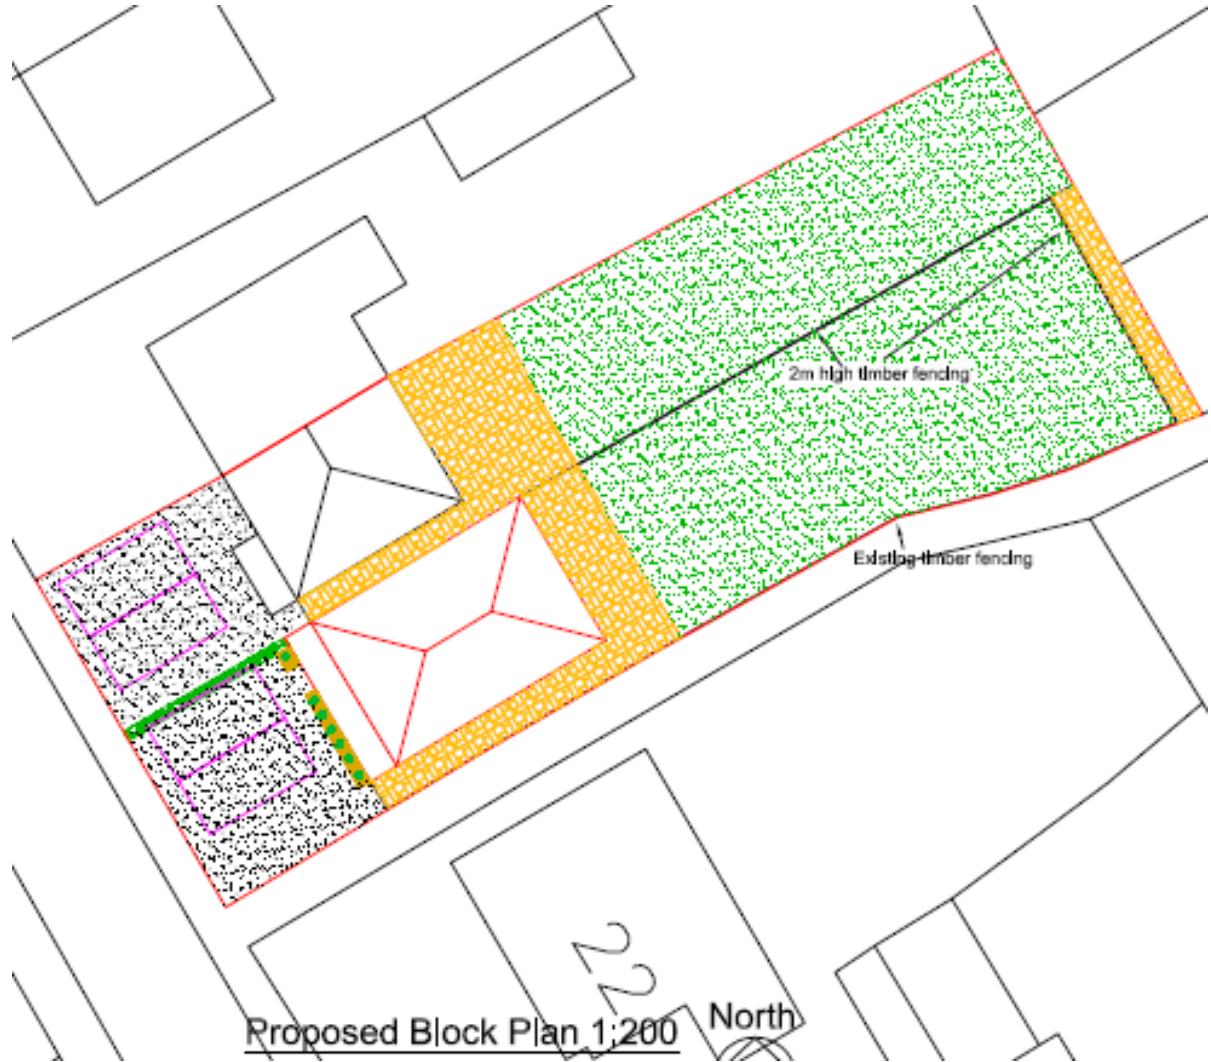 2m high timber fencing
Existing timber fencing
22
Proposed Block Plan 1:200
North